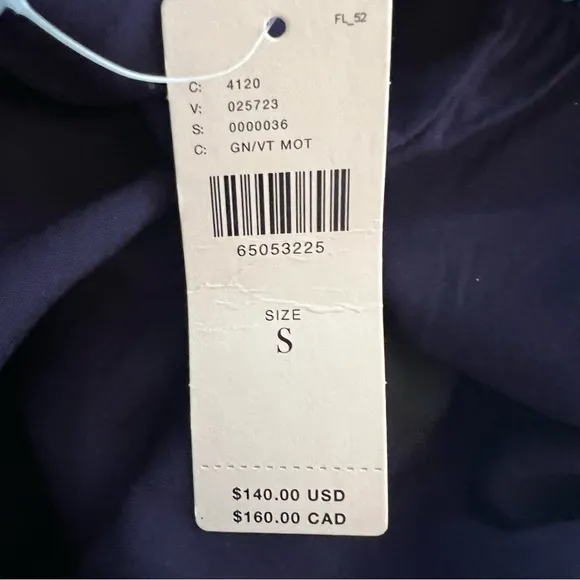 FL_52
C: 4120
V: 025723
S: 0000036
C: GN/VT MOT
65053225
SIZE
S
$140.00 USD
$160.00 CAD